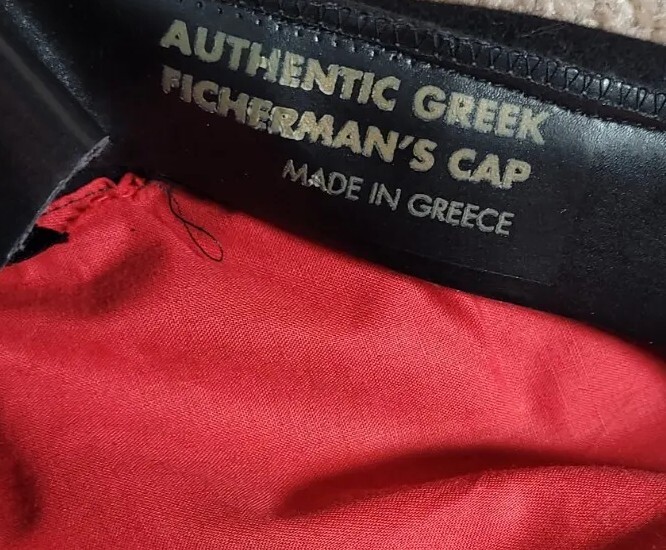 AUTHENTIC GREEK
FICHERMAN'S CAP
MADE IN GREECE